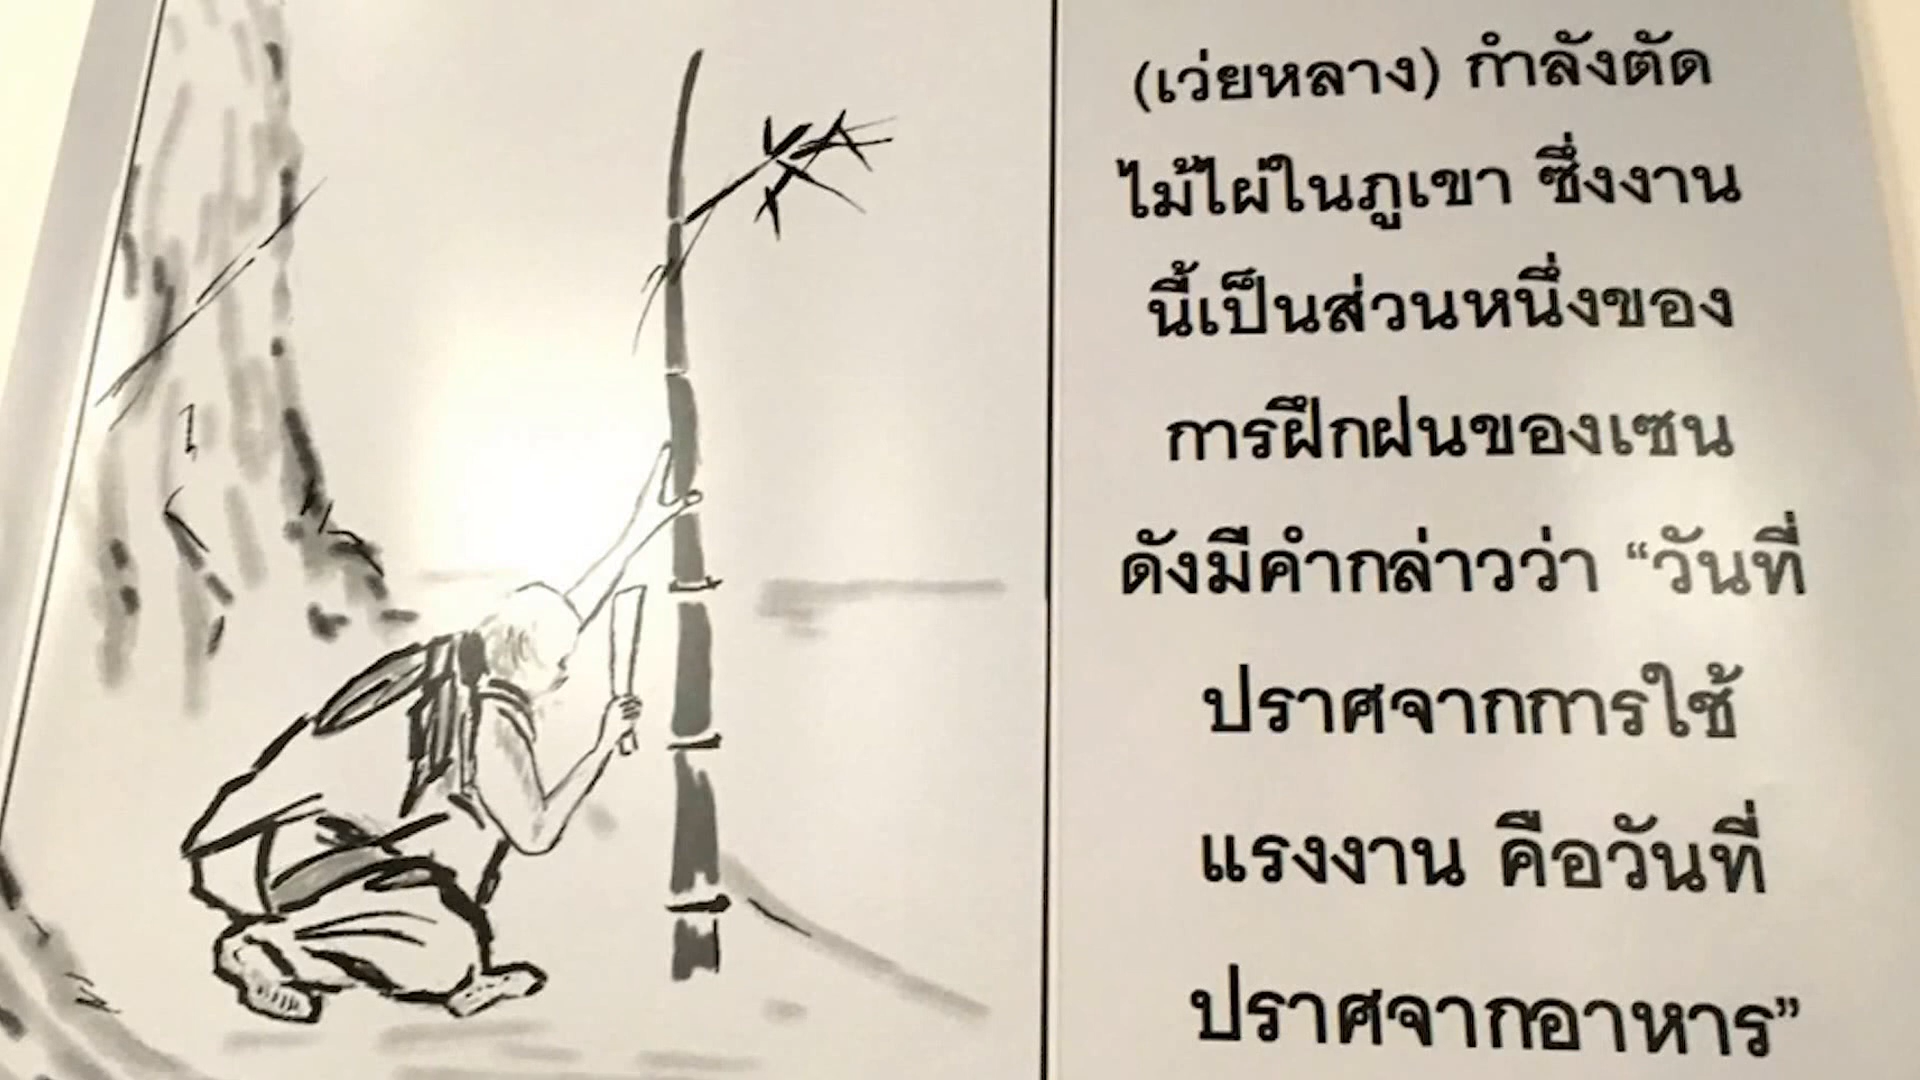 (เว่ยหลาง) กำลังตัด
ไม้ไผ่ในภูเขา ซึ่งงาน
นี้เป็นส่วนหนึ่งของ
การฝึกฝนของเซน
ดังมีคำกล่าวว่า “วันที่
ปราศจากการใช้
แรงงาน คือวันที่
ปราศจากอาหาร”